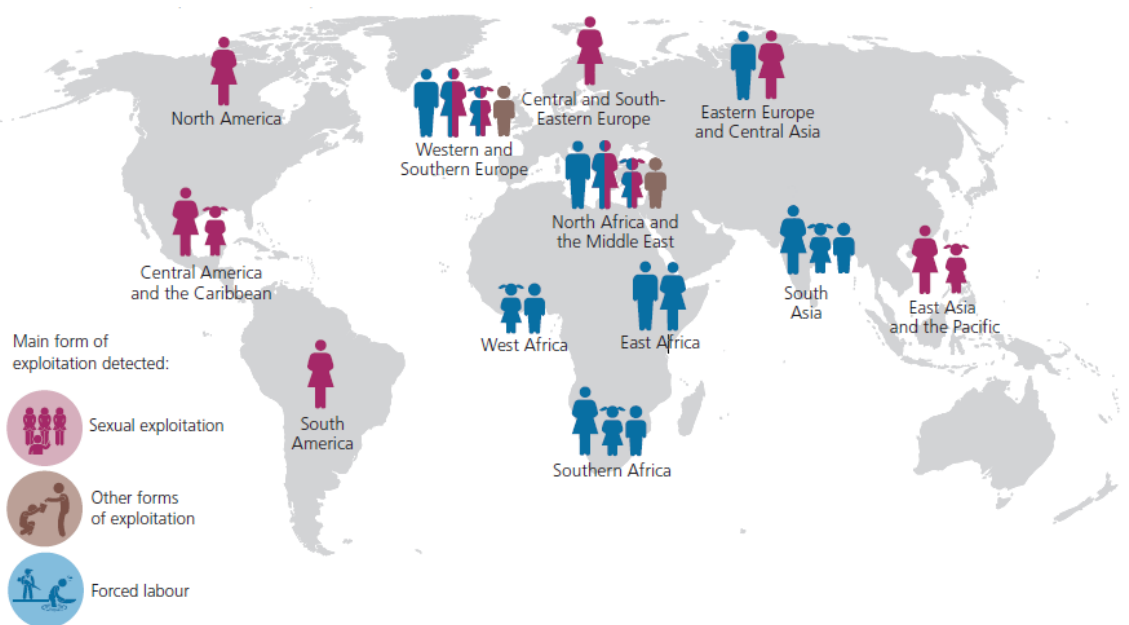 North America
Central and South-
Eastern Europe
Eastern Europe
and Central Asia
Western and
Southern Europe
North Africa and
the Middle East
Central America
and the Caribbean
South
Asia
East Asia
and the Pacific
West Africa
East Africa
South
America
Southern Africa
Main form of
exploitation detected:
Sexual exploitation
Other forms
of exploitation
Forced labour